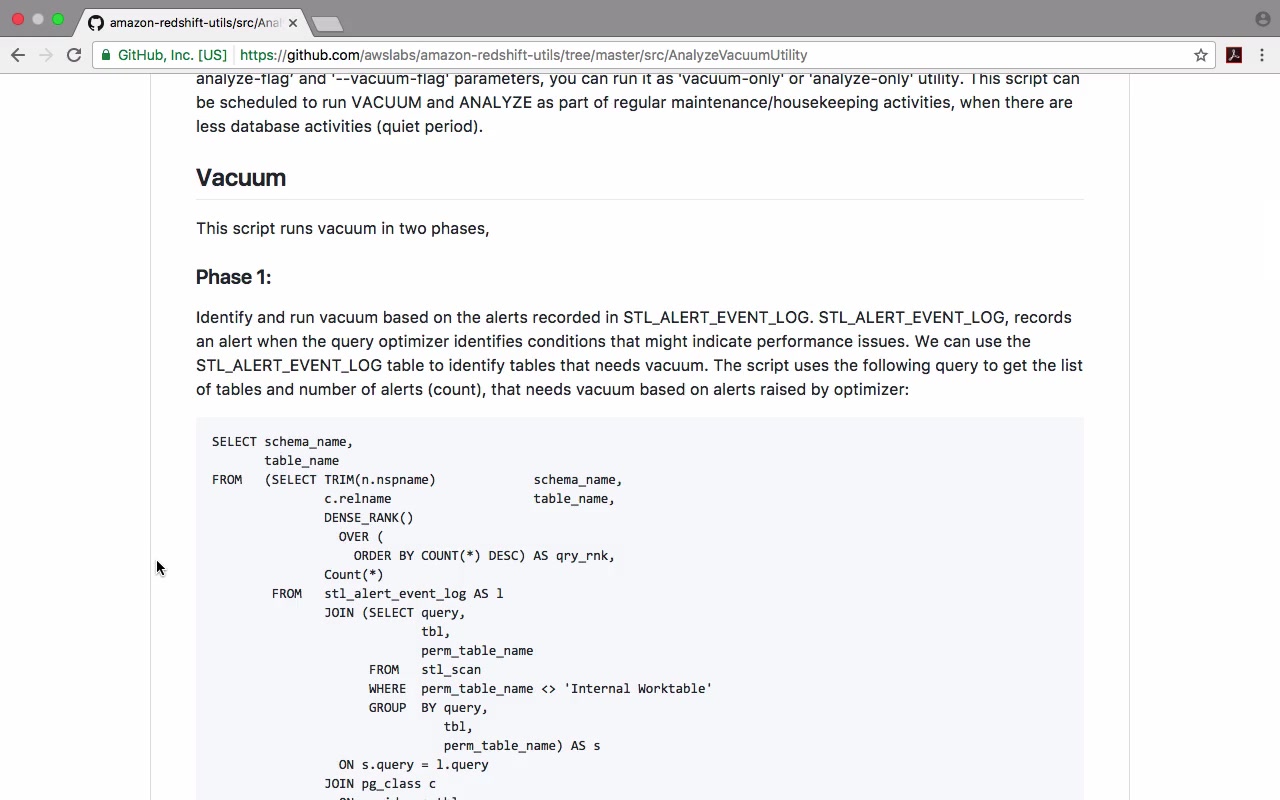 amazon-redshift-utils/src/Anal
GitHub, Inc. [US] https://github.com/awslabs/amazon-redshift-utils/tree/master/src/AnalyzeVacuumUtility
analyze-flag' and '--vacuum-flag' parameters, you can run it as 'vacuum-only' or 'analyze-only' utility. This script can
be scheduled to run VACUUM and ANALYZE as part of regular maintenance/housekeeping activities, when there are
less database activities (quiet period).
Vacuum
This script runs vacuum in two phases,
Phase 1:
Identify and run vacuum based on the alerts recorded in STL_ALERT_EVENT_LOG. STL_ALERT_EVENT_LOG, records
an alert when the query optimizer identifies conditions that might indicate performance issues. We can use the
STL_ALERT_EVENT_LOG table to identify tables that needs vacuum. The script uses the following query to get the list
of tables and number of alerts (count), that needs vacuum based on alerts raised by optimizer:
SELECT schema_name,
table_name
FROM (SELECT TRIM(n.nspname) schema_name,
c.relname table_name,
DENSE_RANK()
OVER (
ORDER BY COUNT(*) DESC) AS qry_rnk,
Count(*)
FROM stl_alert_event_log AS l
JOIN (SELECT query,
tbl,
perm_table_name
FROM stl_scan
WHERE perm_table_name <> 'Internal Worktable'
GROUP BY query,
tbl,
perm_table_name) AS s
ON s.query = l.query
JOIN pg_class c